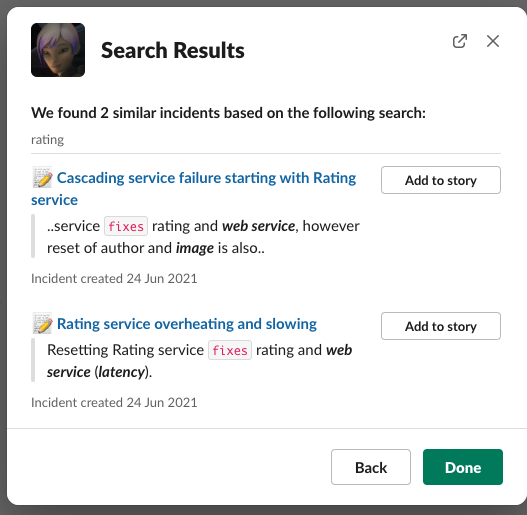 Search Results
We found 2 similar incidents based on the following search:
rating
Cascading service failure starting with Rating
service
Add to story
..service fixes rating and web service, however
reset of author and image is also..
Incident created 24 Jun 2021
Rating service overheating and slowing
Add to story
Resetting Rating service fixes rating and web
service (latency).
Incident created 24 Jun 2021
Back
Done